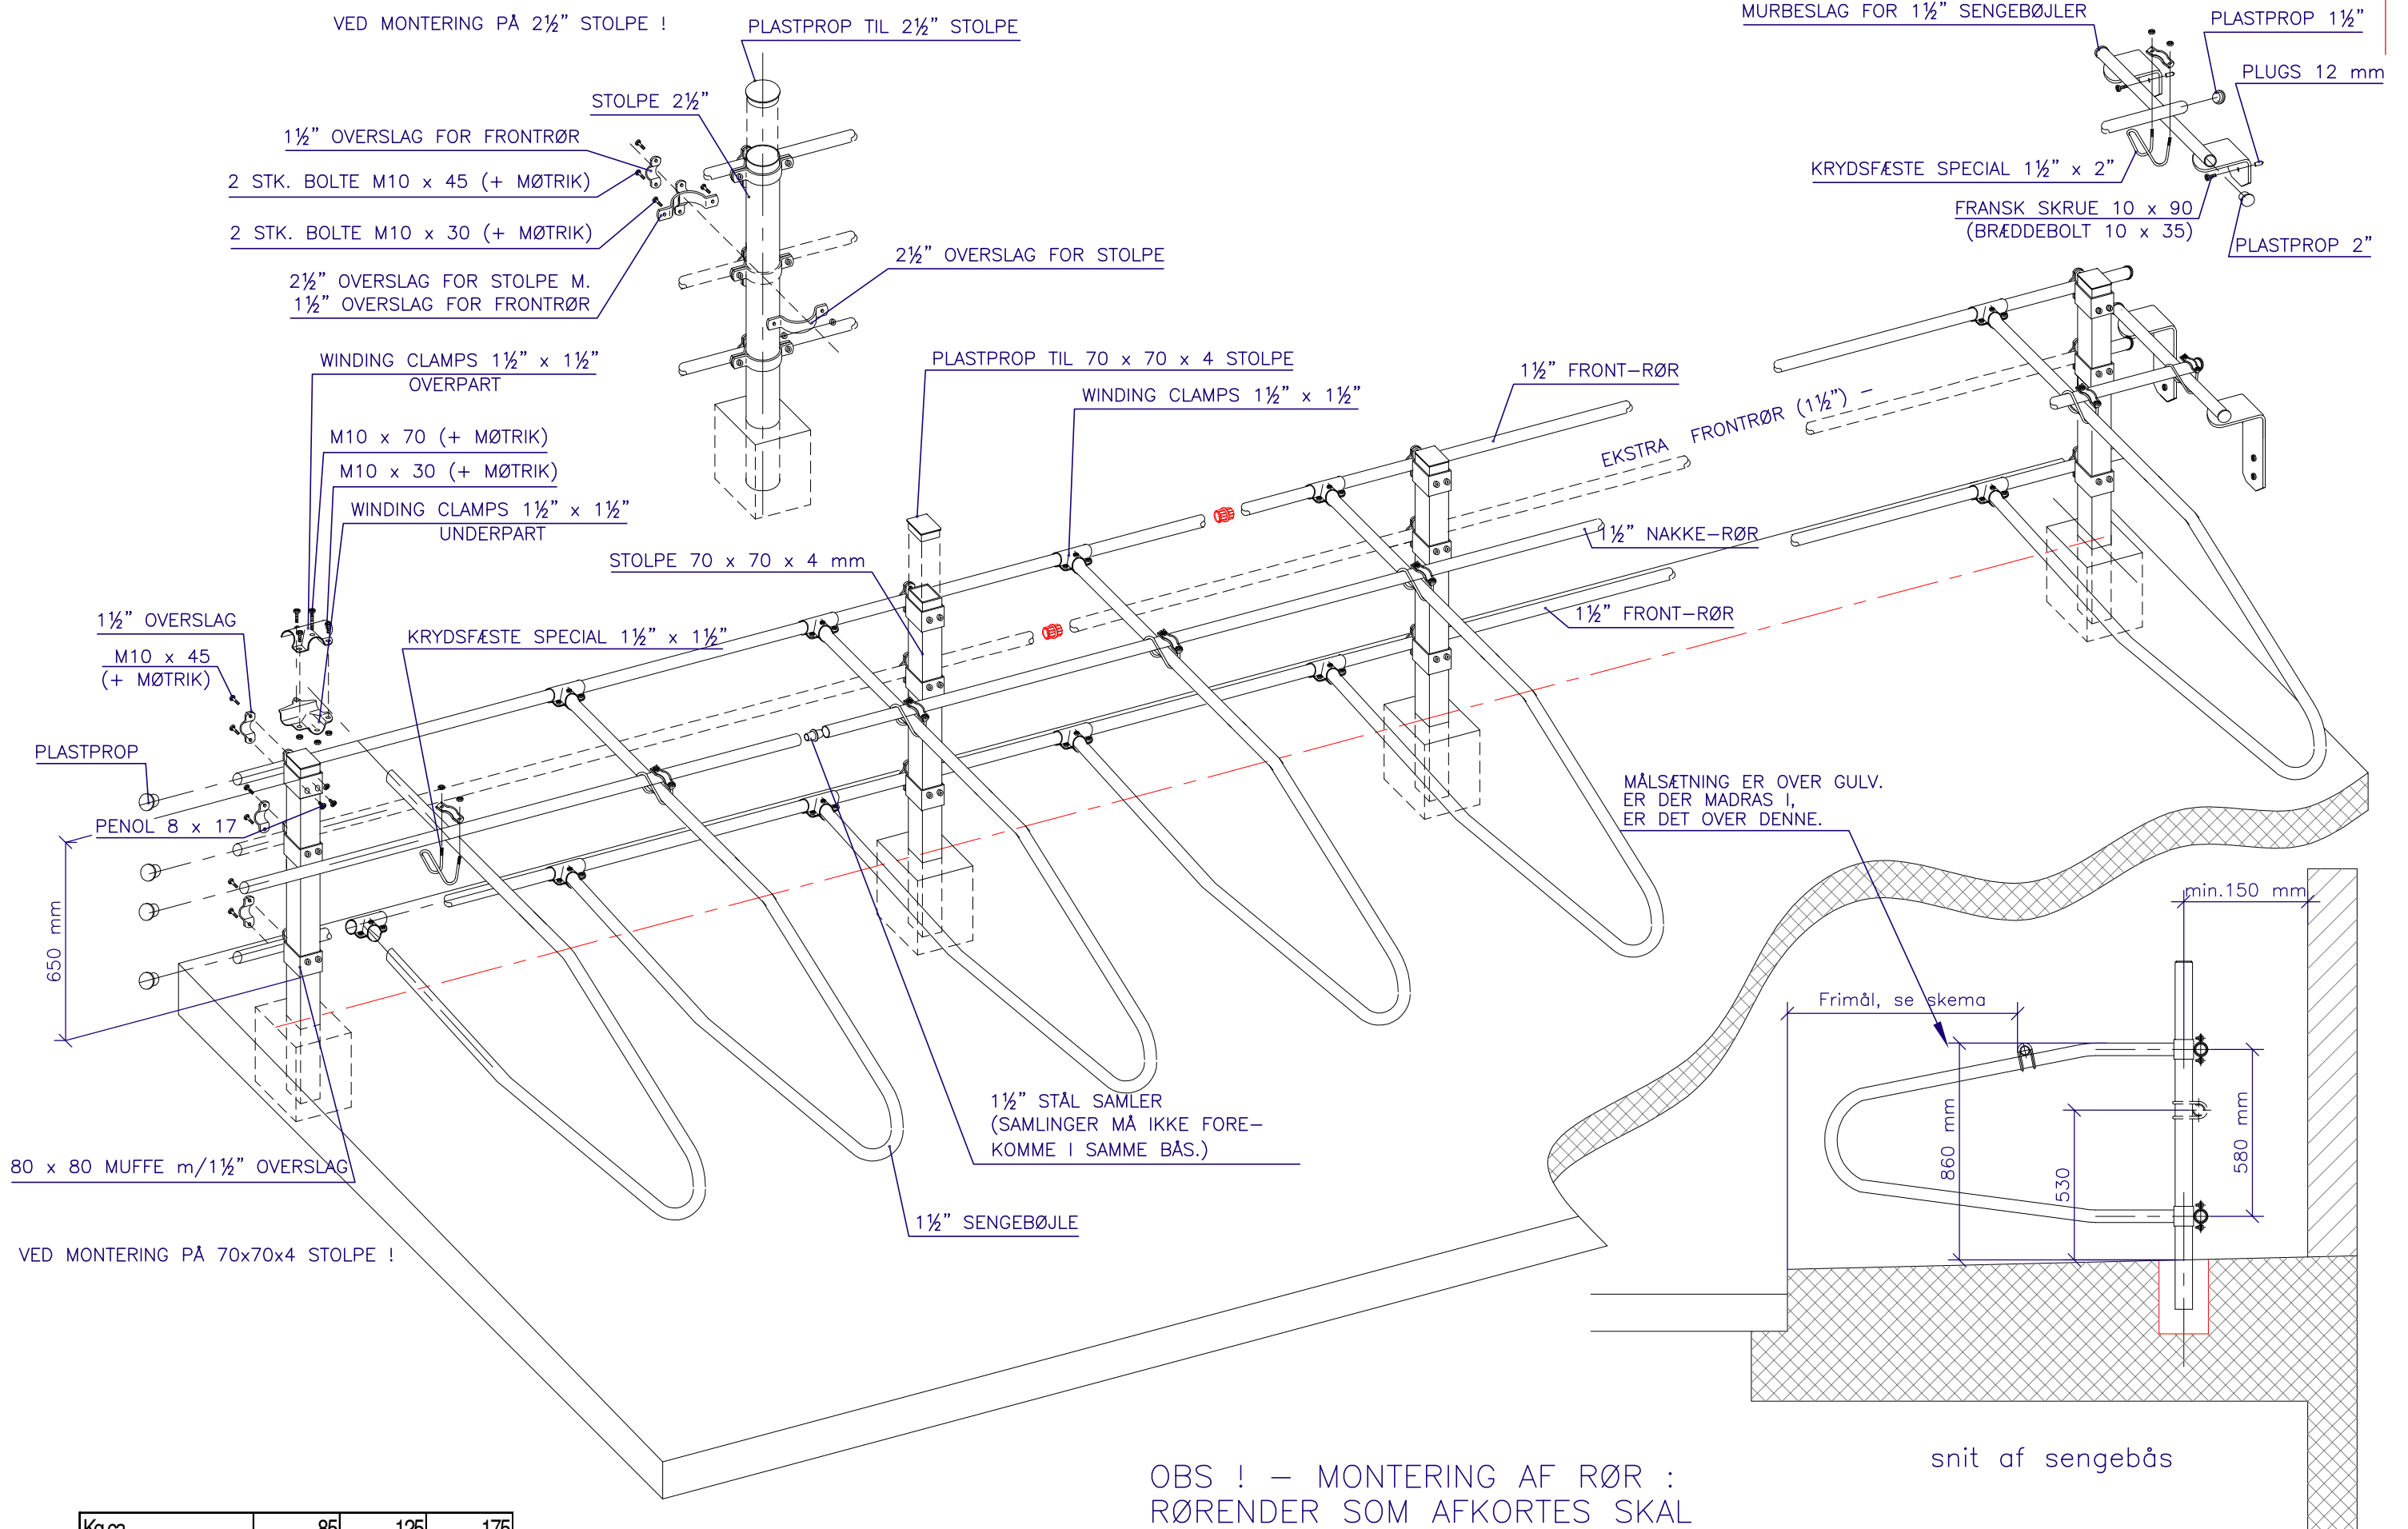 VED MONTERING PÅ 2½” STOLPE !
PLASTPROP TIL 2½” STOLPE
STOLPE 2½”
1½” OVERSLAG FOR FRONTRØR
2 STK. BOLTE M10 x 45 (+ MØTRIK)
2 STK. BOLTE M10 x 30 (+ MØTRIK)
2½” OVERSLAG FOR STOLPE M.
1½” OVERSLAG FOR FRONTRØR
2½” OVERSLAG FOR STOLPE
MURBESLAG FOR 1½” SENGEBØJLER
PLASTPROP 1½”
PLUGS 12 mm
KRYDSFÆSTE SPECIAL 1½” x 2”
FRANSK SKRUE 10 x 90
(BRÆDDEBOLT 10 x 35)
PLASTPROP 2”
WINDING CLAMPS 1½” x 1½”
OVERPART
M10 x 70 (+ MØTRIK)
M10 x 30 (+ MØTRIK)
WINDING CLAMPS 1½” x 1½”
UNDERPART
PLASTPROP TIL 70 x 70 x 4 STOLPE
WINDING CLAMPS 1½” x 1½”
1½” FRONT-RØR
EKSTRA FRONTRØR (1½”) -
1½” NAKKE-RØR
1½” FRONT-RØR
STOLPE 70 x 70 x 4 mm
1½” OVERSLAG
M10 x 45
(+ MØTRIK)
KRYDSFÆSTE SPECIAL 1½” x 1½”
PLASTPROP
PENOL 8 x 17
650 mm
80 x 80 MUFFE m/1½” OVERSLAG
VED MONTERING PÅ 70x70x4 STOLPE !
1½” STÅL SAMLER
(SAMLINGER MÅ IKKE FORE-
KOMME I SAMME BÅS.)
1½” SENGEBØJLE
MÅLSÆTNING ER OVER GULV.
ER DER MADRAS I,
ER DET OVER DENNE.
min.150 mm
Frimål, se skema
860 mm
530
580 mm
snit af sengebås
OBS ! - MONTERING AF RØR :
RØRENDER SOM AFKORTES SKAL
Kg ca 85 125 175